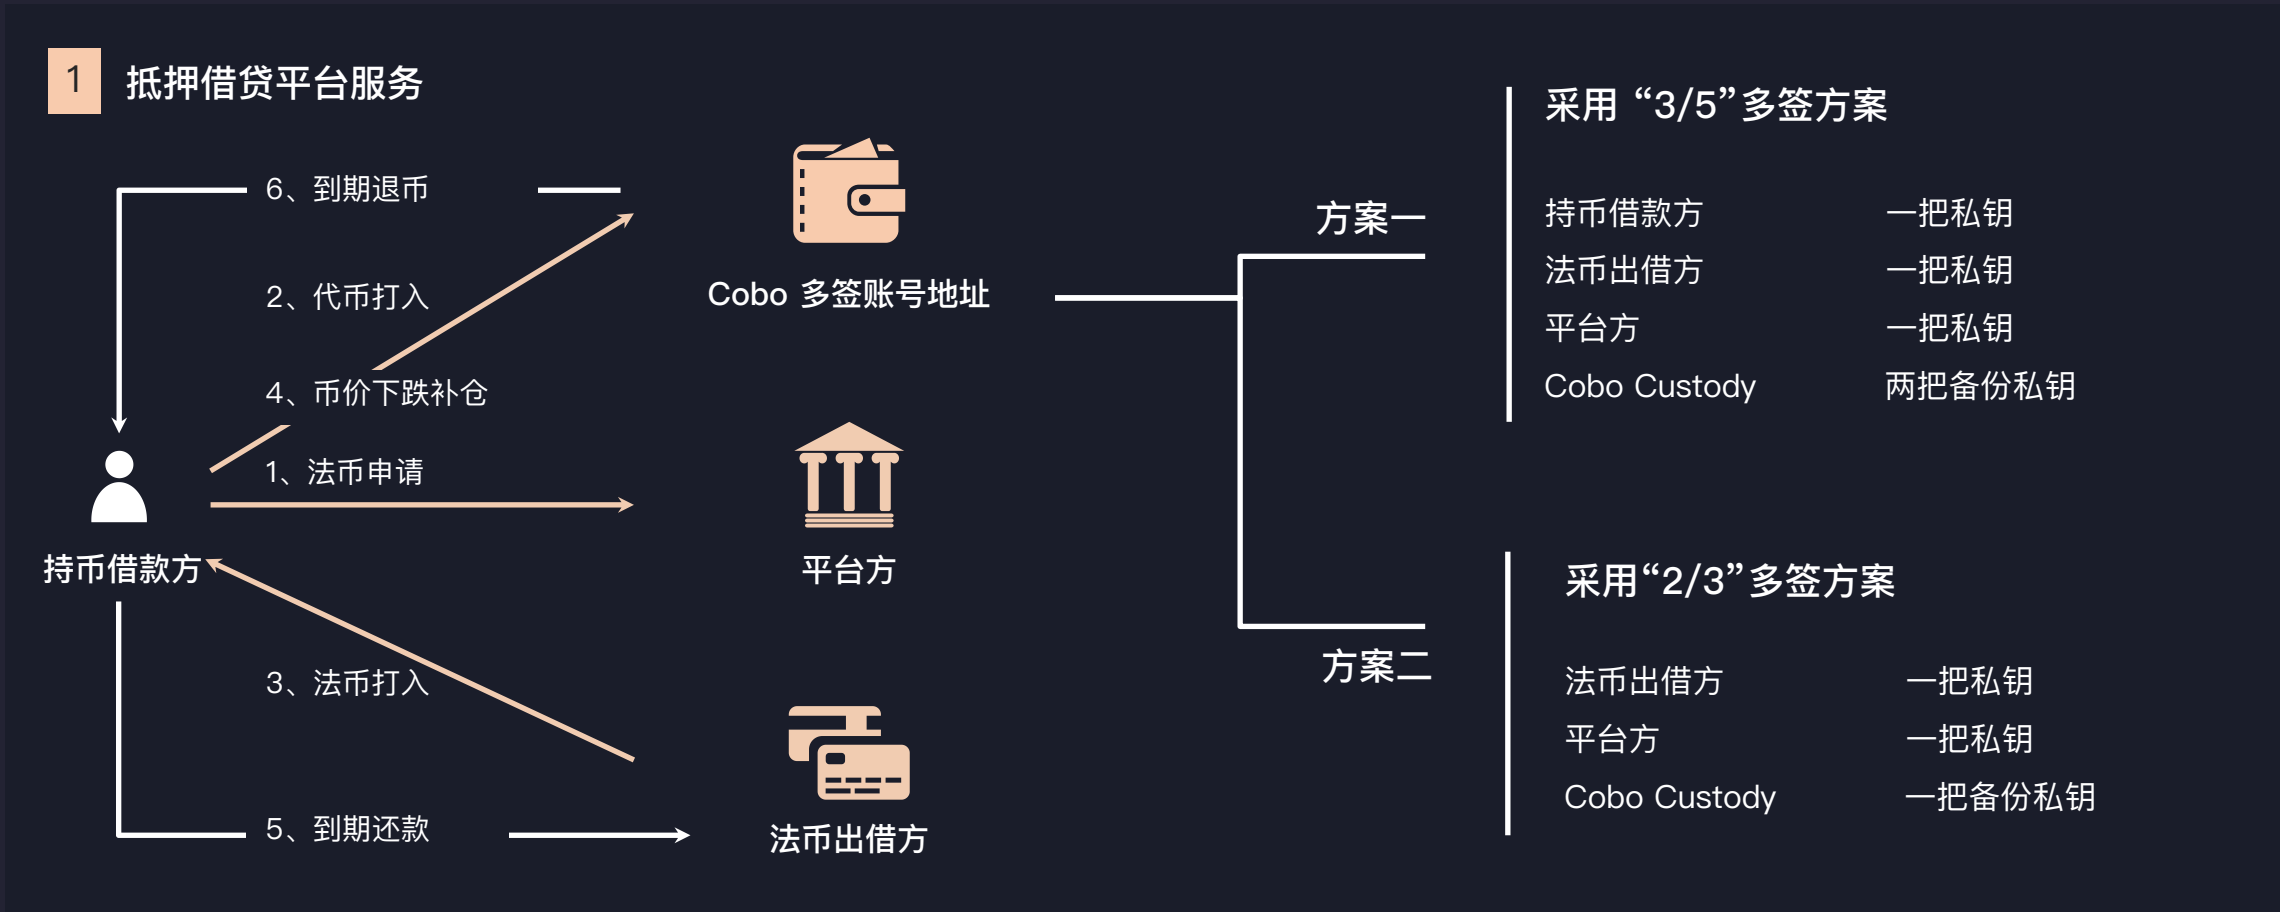 1
抵押借贷平台服务
6、到期退币
2、代币打入
4、币价下跌补仓
1、法币申请
持币借款方
3、法币打入
5、到期还款
Cobo 多签账号地址
平台方
法币出借方
方案一
采用 “3/5”多签方案
持币借款方 一把私钥
法币出借方 一把私钥
平台方 一把私钥
Cobo Custody 两把备份私钥
方案二
采用“2/3”多签方案
法币出借方 一把私钥
平台方 一把私钥
Cobo Custody 一把备份私钥